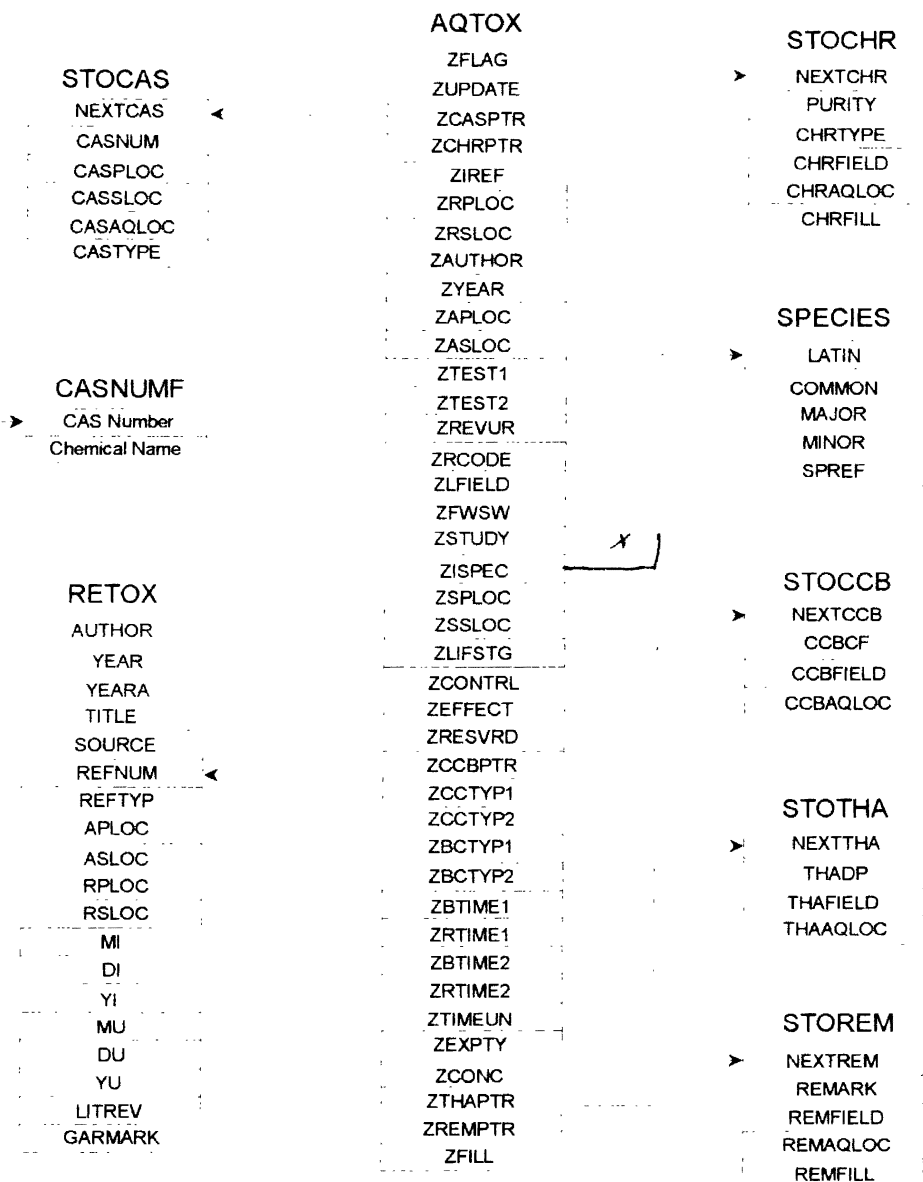 STOCAS
NEXTCAS
CASNUM
CASPLOC
CASSLOC
CASAQLOC
CASTYPE
CASNUMF
CAS Number
Chemical Name
RETOX
AUTHOR
YEAR
YEARA
TITLE
SOURCE
REFNUM
REFTYP
APLOC
ASLOC
RPLOC
RSLOC
MI
DI
YI
MU
DU
YU
LITREV
GARMARK
AQTOX
ZFLAG
ZUPDATE
ZCASPTR
ZCHRPTR
ZIREF
ZRPLOC
ZRSLOC
ZAUTHOR
ZYEAR
ZAPLOC
ZASLOC
ZTEST1
ZTEST2
ZREVUR
ZRCODE
ZLFIELD
ZFWSW
ZSTUDY
ZISPEC
ZSPLOC
ZSSLOC
ZLIFSTG
ZCONTRL
ZEFFECT
ZRESVRD
ZCCBPTR
ZCCTYP1
ZCCTYP2
ZBCTYP1
ZBCTYP2
ZBTIME1
ZRTIME1
ZBTIME2
ZRTIME2
ZTIMEUN
ZEXPTY
ZCONC
ZTHAPTR
ZREMPTR
ZFILL
x
STOCHR
NEXTCHR
PURITY
CHRTYPE
CHRFIELD
CHRAQLOC
CHRFILL
SPECIES
LATIN
COMMON
MAJOR
MINOR
SPREF
STOCCB
NEXTCCB
CCBCF
CCBFIELD
CCBAQLOC
STOTHA
NEXTTHA
THADP
THAFIELD
THAAQLOC
STOREM
NEXTREM
REMARK
REMFIELD
REMAQLOC
REMFILL